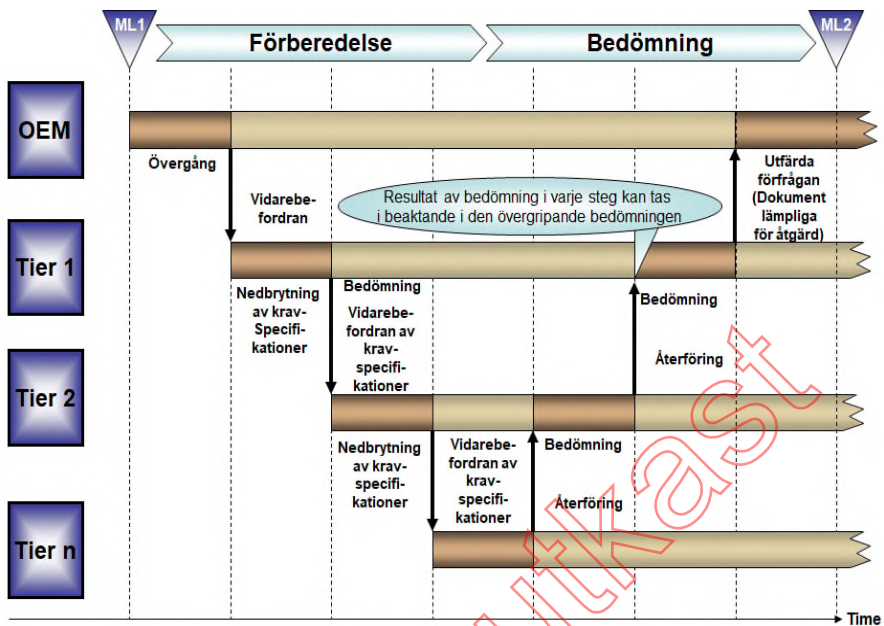 ML1
Förberedelse
Bedömning
ML2
OEM
Övergång
Vidarebe-
fordran
Resultat av bedömning i varje steg kan tas
i beaktande i den övergripande bedömningen
Utfärda
förfrågan
(Dokument
lämpliga
för åtgärd)
Tier 1
Nedbrytning
av krav-
Specifi-
kationer
Bedömning
Vidarebe-
fordran av
krav-
specifi-
kationer
Bedömning
Återföring
Tier 2
Nedbrytning
av krav-
specifi-
kationer
Vidarebe-
fordran av
krav-
specifi-
kationer
Bedömning
Återföring
Tier n
Time
utkast